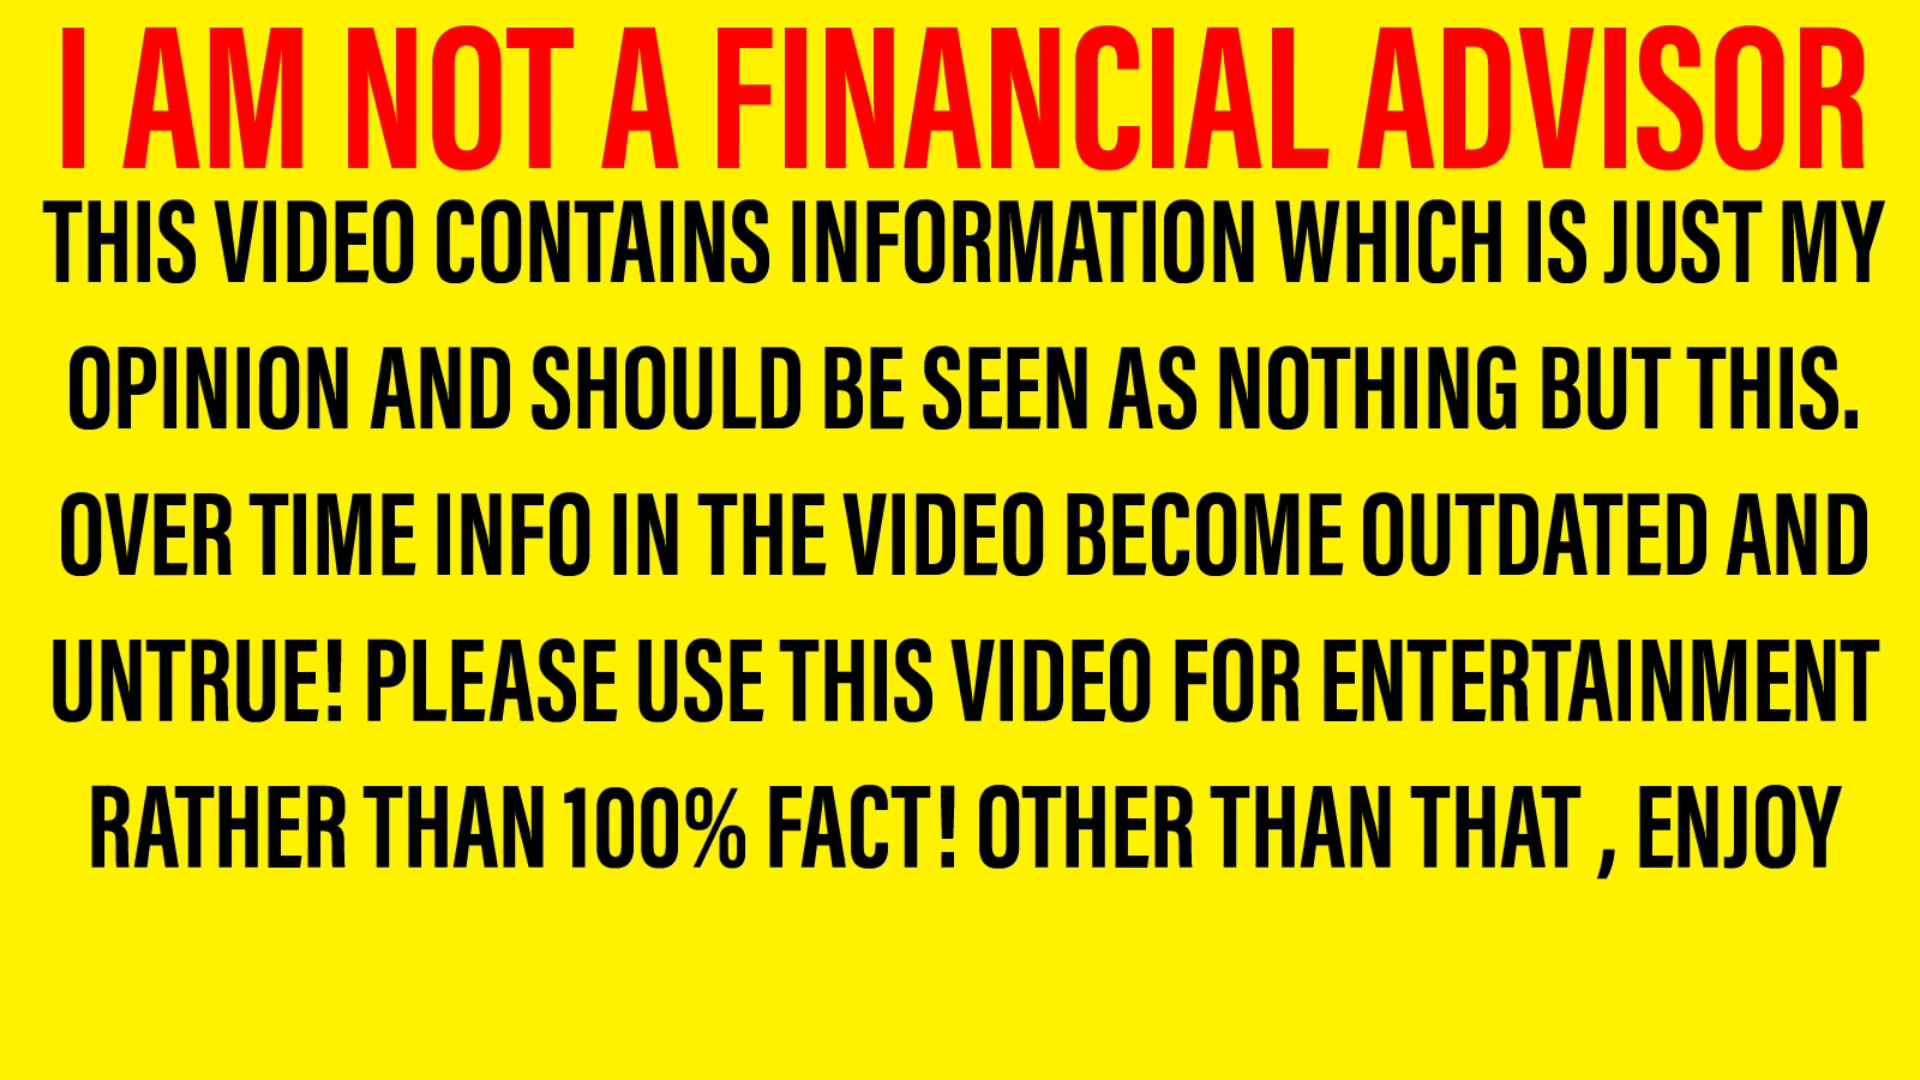 I AM NOT A FINANCIAL ADVISOR
THIS VIDEO CONTAINS INFORMATION WHICH IS JUST MY
OPINION AND SHOULD BE SEEN AS NOTHING BUT THIS.
OVER TIME INFO IN THE VIDEO BECOME OUTDATED AND
UNTRUE! PLEASE USE THIS VIDEO FOR ENTERTAINMENT
RATHER THAN 100% FACT! OTHER THAN THAT , ENJOY